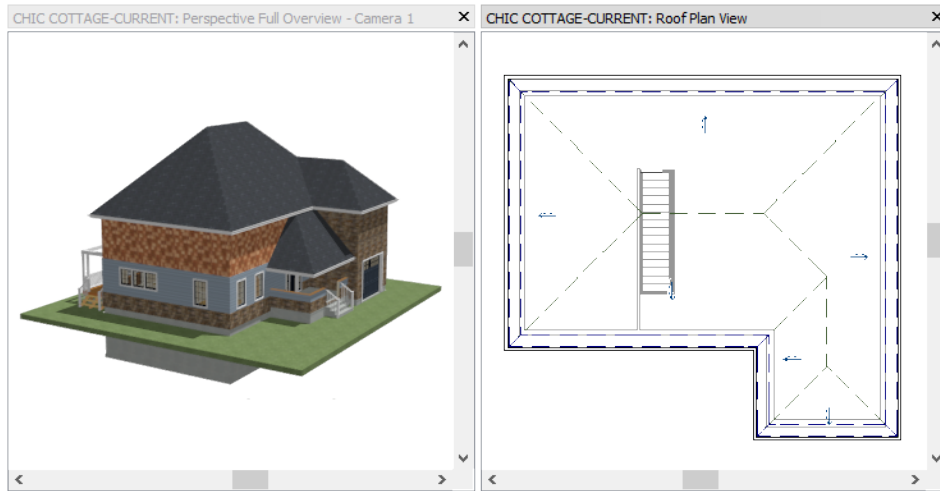 CHIC COTTAGE-CURRENT: Perspective Full Overview - Camera 1
CHIC COTTAGE-CURRENT: Roof Plan View